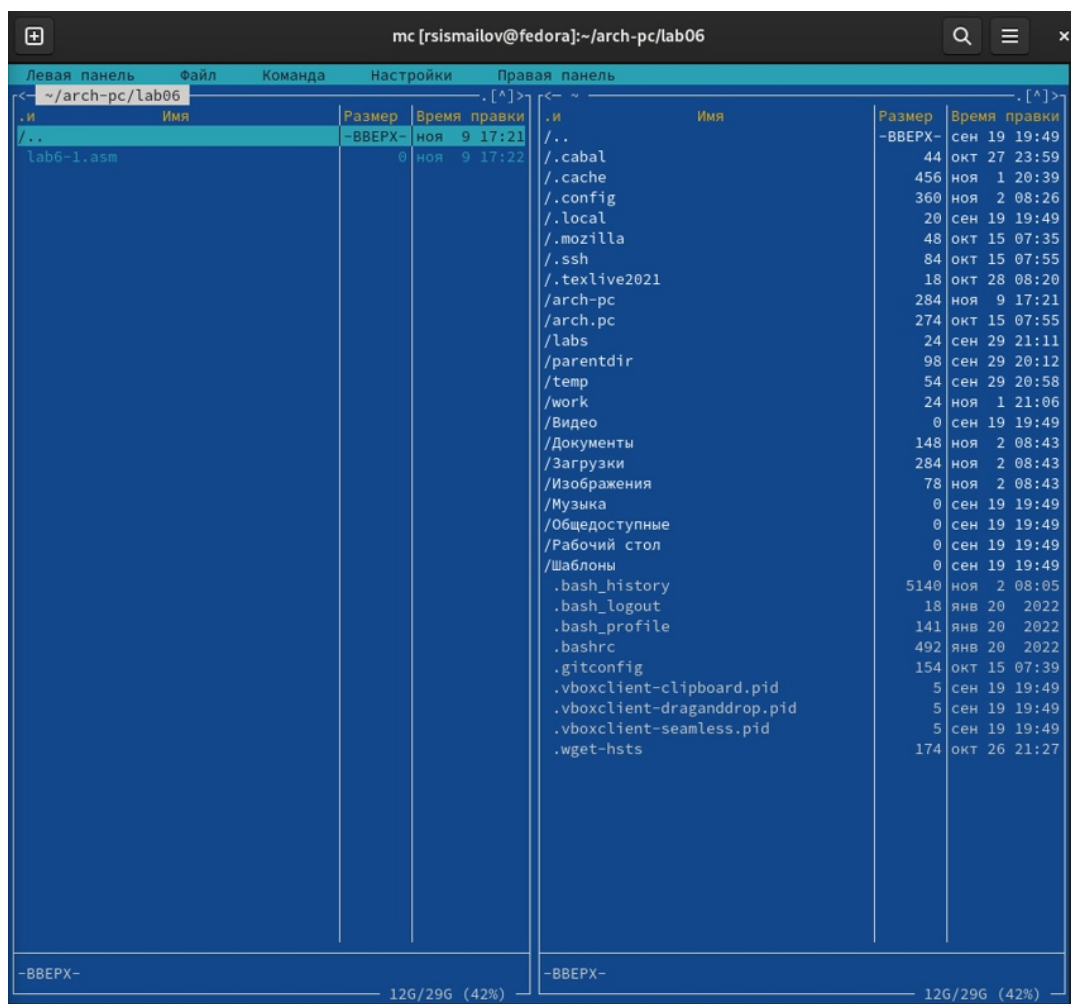 mc [rsismailov@fedora]:~/arch-pc/lab06
Левая панель Файл Команда Настройки Правая панель
<- ~/arch-pc/lab06 .[^]>
.и Имя Размер Время правки
/.. -ВВЕРХ- ноя 9 17:21
lab6-1.asm 0 ноя 9 17:22
-ВВЕРХ-
12G/29G (42%)
<- ~ .[^]>
.и Имя Размер Время правки
/.. -ВВЕРХ- сен 19 19:49
/.cabal 44 окт 27 23:59
/.cache 456 ноя 1 20:39
/.config 360 ноя 2 08:26
/.local 20 сен 19 19:49
/.mozilla 48 окт 15 07:35
/.ssh 84 окт 15 07:55
/.texlive2021 18 окт 28 08:20
/arch-pc 284 ноя 9 17:21
/arch.pc 274 окт 15 07:55
/labs 24 сен 29 21:11
/parentdir 98 сен 29 20:12
/temp 54 сен 29 20:58
/work 24 ноя 1 21:06
/Видео 0 сен 19 19:49
/Документы 148 ноя 2 08:43
/Загрузки 284 ноя 2 08:43
/Изображения 78 ноя 2 08:43
/Музыка 0 сен 19 19:49
/Общедоступные 0 сен 19 19:49
/Рабочий стол 0 сен 19 19:49
/Шаблоны 0 сен 19 19:49
.bash_history 5140 ноя 2 08:05
.bash_logout 18 янв 20 2022
.bash_profile 141 янв 20 2022
.bashrc 492 янв 20 2022
.gitconfig 154 окт 15 07:39
.vboxclient-clipboard.pid 5 сен 19 19:49
.vboxclient-draganddrop.pid 5 сен 19 19:49
.vboxclient-seamless.pid 5 сен 19 19:49
.wget-hsts 174 окт 26 21:27
-ВВЕРХ-
12G/29G (42%)